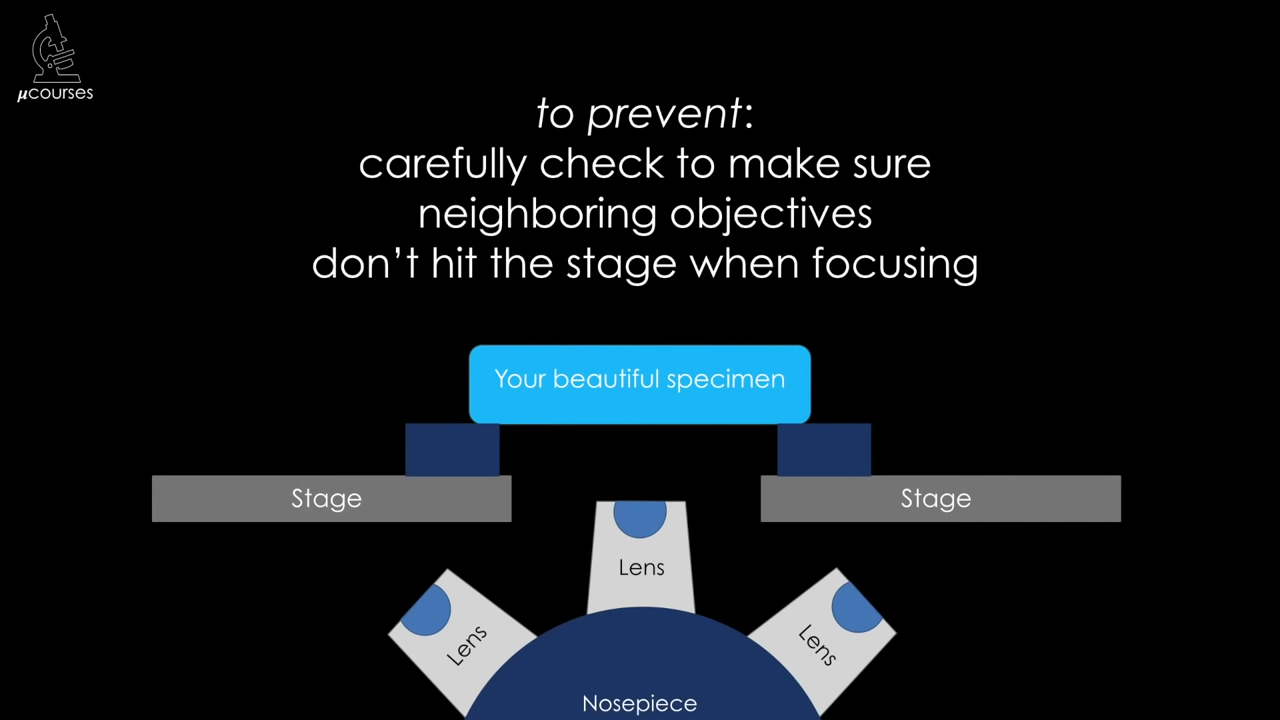 μcourses
to prevent:
carefully check to make sure
neighboring objectives
don’t hit the stage when focusing
Your beautiful specimen
Stage
Stage
Lens
Lens
Lens
Nosepiece